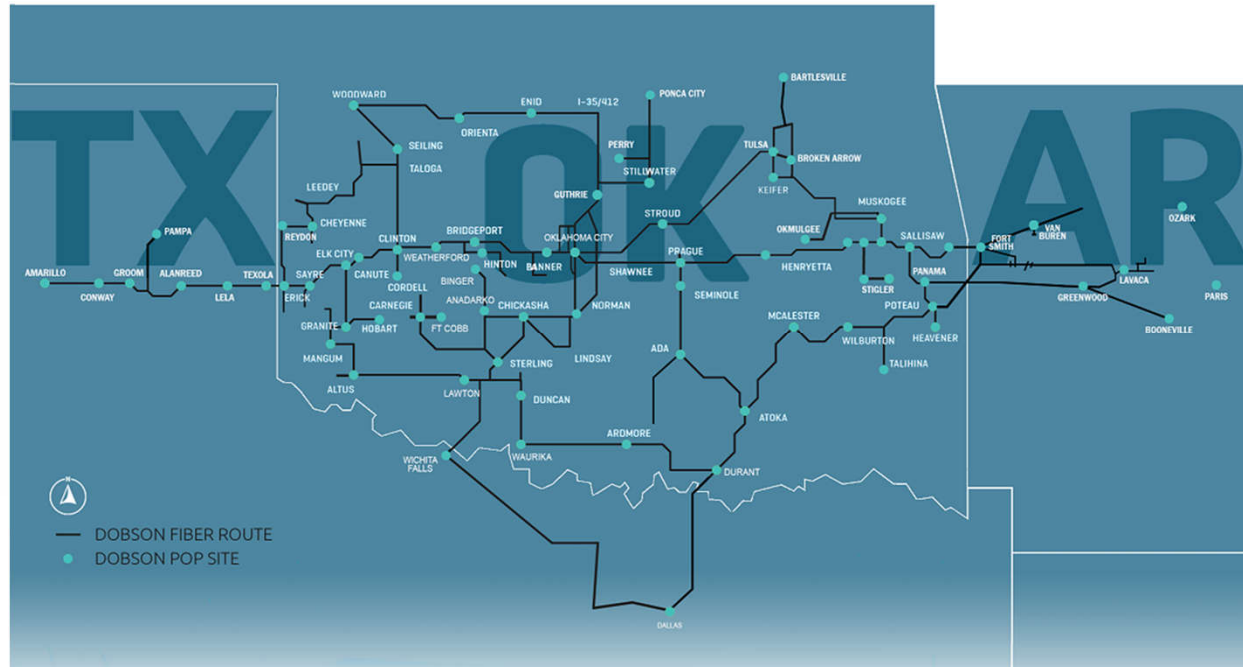 TX
OK
AR
BARTLESVILLE
WOODWARD
ENID
I-35/412
PONCA CITY
ORIENTA
SEILING
PERRY
TULSA
BROKEN ARROW
TALOGA
STILLWATER
KEIFER
LEEDEY
GUTHRIE
MUSKOGEE
OZARK
CHEYENNE
REYDON
STROUD
OKMULGEE
VAN
BUREN
PAMPA
BRIDGEPORT
OKLAHOMA CITY
SALLISAW
FORT
SMITH
CLINTON
WEATHERFORD
PRAGUE
ELK CITY
HINTON
BANNER
SHAWNEE
HENRYETTA
PANAMA
LAVACA
AMARILLO
GROOM
ALANREED
TEXOLA
SAYRE
CANUTE
BINGER
CONWAY
LELA
ERICK
CORDELL
SEMINOLE
STIGLER
GREENWOOD
PARIS
CARNEGIE
ANADARKO
CHICKASHA
NORMAN
POTEAU
GRANITE
HOBART
FT COBB
MCALESTER
WILBURTON
HEAVENER
BOONEVILLE
MANGUM
STERLING
LINDSAY
ADA
TALIHINA
ALTUS
LAWTON
DUNCAN
ATOKA
ARDMORE
WAURIKA
WICHITA
FALLS
DURANT
N
DOBSON FIBER ROUTE
DOBSON POP SITE
DALLAS